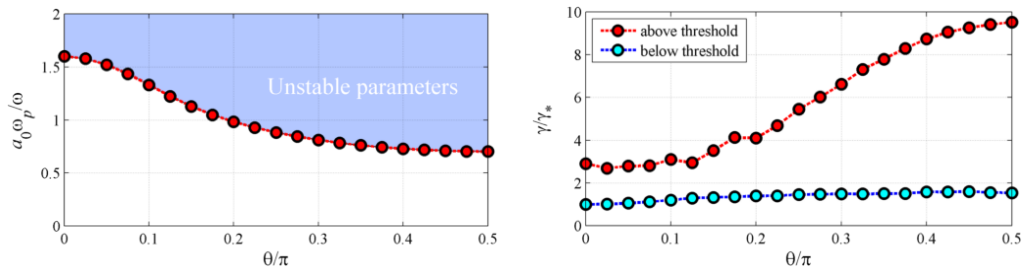 2
1.5
1
0.5
0
a₀ωₚ/ω
Unstable parameters
0 0.1 0.2 0.3 0.4 0.5
θ/π
10
8
6
4
2
0
γ/γ*
above threshold
below threshold
0 0.1 0.2 0.3 0.4 0.5
θ/π